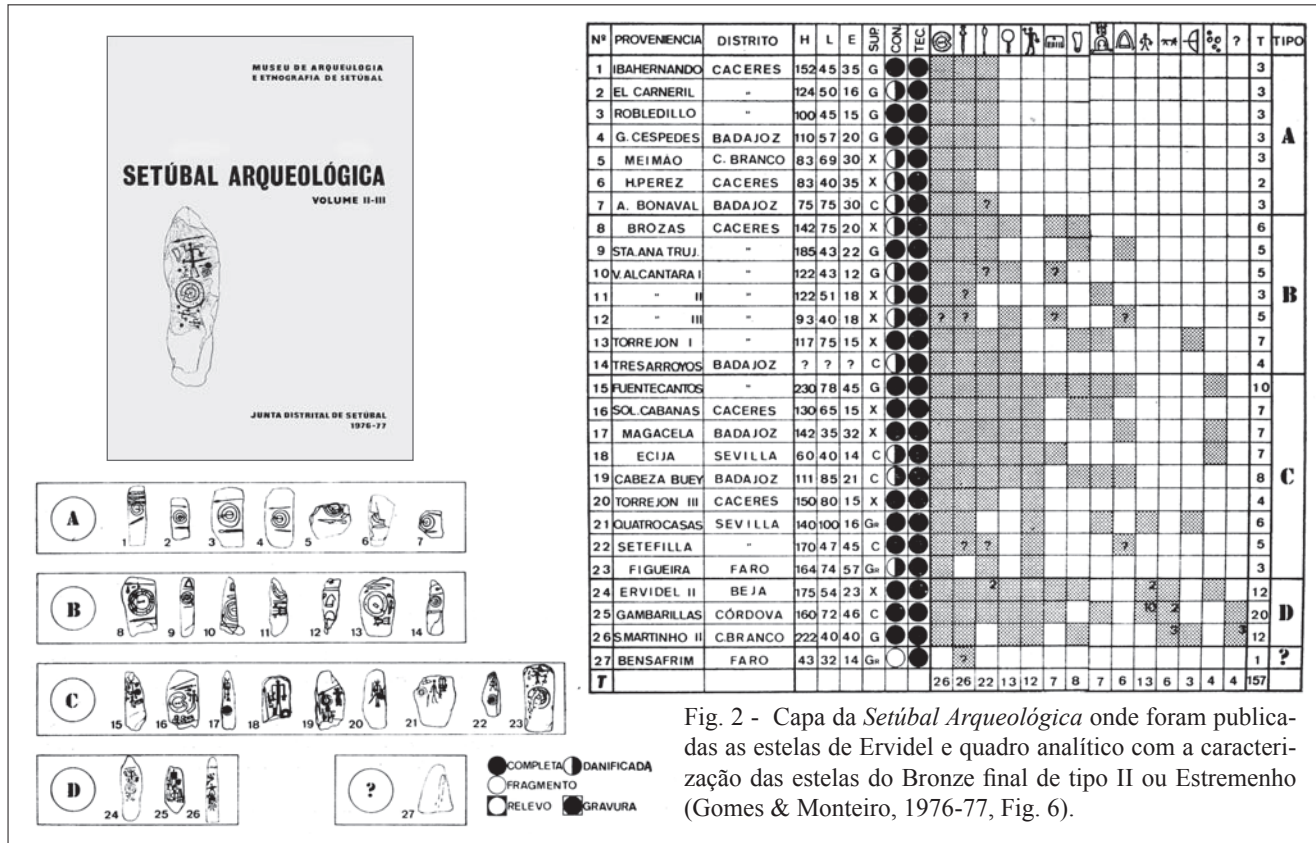 MUSEU DE ARQUEOLOGIA
E ETNOGRAFIA DE SETÚBAL
SETÚBAL ARQUEOLÓGICA
VOLUME II-III
JUNTA DISTRITAL DE SETÚBAL
1976-77
A
1 2 3 4 5 6 7
B
8 9 10 11 12 13 14
C
15 16 17 18 19 20 21 22 23
D
24 25 26
?
27
COMPLETA DANIFICADA
FRAGMENTO
RELEVO GRAVURA
Nº PROVENIENCIA DISTRITO H L E SUP. CON. TEC. ? T TIPO
1 IBAHERNANDO CACERES 152 45 35 G 3
2 EL CARNERIL " 124 50 16 G 3
3 ROBLEDILLO " 100 45 15 G 3
4 G. CESPEDES BADAJOZ 110 57 20 G 3 A
5 MEIMÃO C. BRANCO 83 69 30 X 3
6 H.PEREZ CACERES 83 40 35 X 2
7 A. BONAVAL BADAJOZ 75 75 30 C ? 3
8 BROZAS CACERES 142 75 20 X 6
9 STA.ANA TRUJ. " 185 43 22 G 5
10 V.ALCANTARA I " 122 43 12 G ? ? 5
11 " II " 122 51 18 X ? 3 B
12 " III " 93 40 18 X ? ? ? ? 5
13 TORREJON I " 117 75 15 X 7
14 TRES ARROYOS BADAJOZ ? ? ? C 4
15 FUENTECANTOS " 230 78 45 G 10
16 SOL.CABANAS CACERES 130 65 15 X 7
17 MAGACELA BADAJOZ 142 35 32 X 7
18 ECIJA SEVILLA 60 40 14 C 7
19 CABEZA BUEY BADAJOZ 111 85 21 C 8 C
20 TORREJON III CACERES 150 80 15 X 4
21 QUATROCASAS SEVILLA 140 100 16 GR 6
22 SETEFILLA " 170 47 45 C ? ? ? 5
23 FIGUEIRA FARO 164 74 57 GR 3
24 ERVIDEL II BEJA 175 54 23 X 2 2 12
25 GAMBARILLAS CÓRDOVA 160 72 46 C 10 2 20 D
26 S.MARTINHO II C.BRANCO 222 40 40 G 3 3 12
27 BENSAFRIM FARO 43 32 14 GR ? 1 ?
T 26 26 22 13 12 7 8 7 6 13 6 3 4 4 157
Fig. 2 - Capa da Setúbal Arqueológica onde foram publica-
das as estelas de Ervidel e quadro analítico com a caracteri-
zação das estelas do Bronze final de tipo II ou Estremenho
(Gomes & Monteiro, 1976-77, Fig. 6).